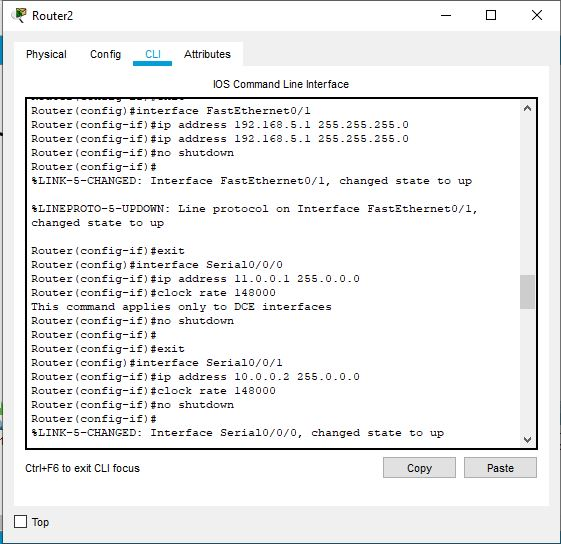 Router2
Physical Config CLI Attributes
IOS Command Line Interface
Router(config)#interface FastEthernet0/1
Router(config-if)#ip address 192.168.5.1 255.255.255.0
Router(config-if)#ip address 192.168.5.1 255.255.255.0
Router(config-if)#no shutdown
Router(config-if)#
%LINK-5-CHANGED: Interface FastEthernet0/1, changed state to up
%LINEPROTO-5-UPDOWN: Line protocol on Interface FastEthernet0/1,
changed state to up
Router(config-if)#exit
Router(config)#interface Serial0/0/0
Router(config-if)#ip address 11.0.0.1 255.0.0.0
Router(config-if)#clock rate 148000
This command applies only to DCE interfaces
Router(config-if)#no shutdown
Router(config-if)#
Router(config-if)#exit
Router(config)#interface Serial0/0/1
Router(config-if)#ip address 10.0.0.2 255.0.0.0
Router(config-if)#clock rate 148000
Router(config-if)#no shutdown
Router(config-if)#
%LINK-5-CHANGED: Interface Serial0/0/0, changed state to up
Ctrl+F6 to exit CLI focus
Copy Paste
Top